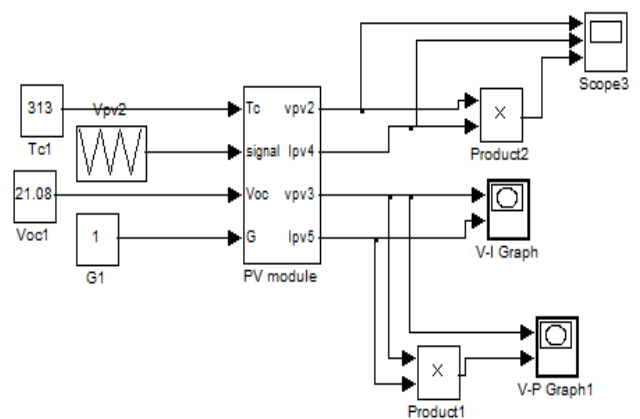 Scope3
313
Tc1
Vpv2
21.08
Voc1
1
G1
Tc
signal
Voc
G
vpv2
Ipv4
vpv3
Ipv5
PV module
X
Product2
V-I Graph
X
Product1
V-P Graph1